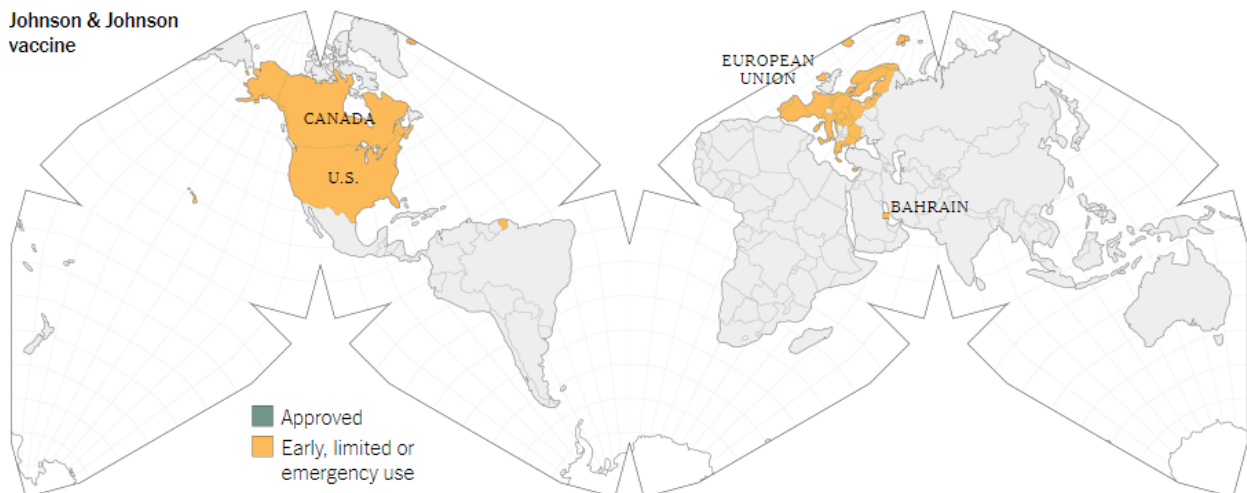 Johnson & Johnson
vaccine
EUROPEAN
UNION
CANADA
U.S.
BAHRAIN
Approved
Early, limited or
emergency use